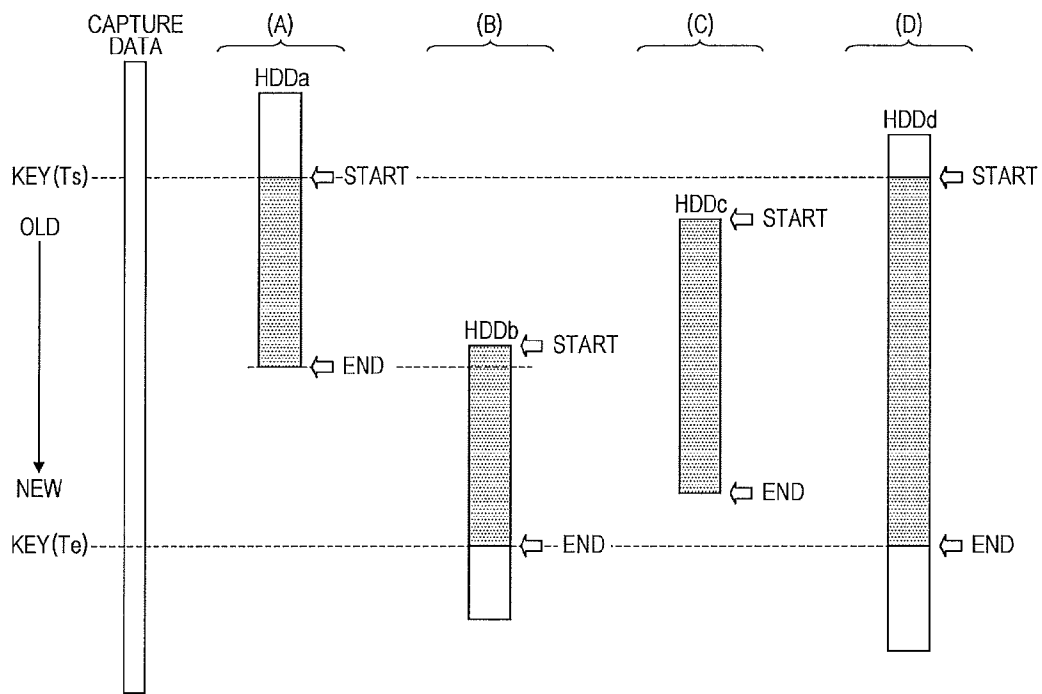 CAPTURE
DATA
(A)
(B)
(C)
(D)
HDDa
HDDd
KEY(Ts)
START
START
OLD
HDDc
START
HDDb
START
END
NEW
END
KEY(Te)
END
END